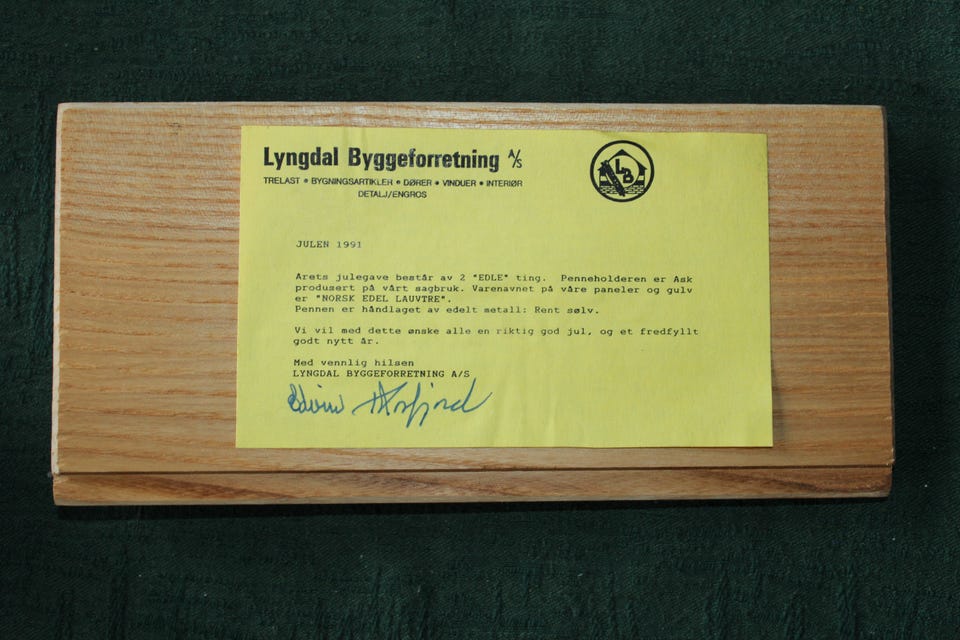 Lyngdal Byggeforretning A/S
TRELAST • BYGNINGSARTIKLER • DØRER • VINDUER • INTERIØR
DETALJ/ENGROS
LB
JULEN 1991
Arets julegave består av 2 "EDLE" ting. Penneholderen er Ask
produsert på vårt sagbruk. Varenavnet på våre paneler og gulv
er "NORSK EDEL LAUVTRE".
Pennen er håndlaget av edelt metall: Rent sølv.
Vi vil med dette ønske alle en riktig god jul, og et fredfyllt
godt nytt år.
Med vennlig hilsen
LYNGDAL BYGGEFORRETNING A/S
Edvin